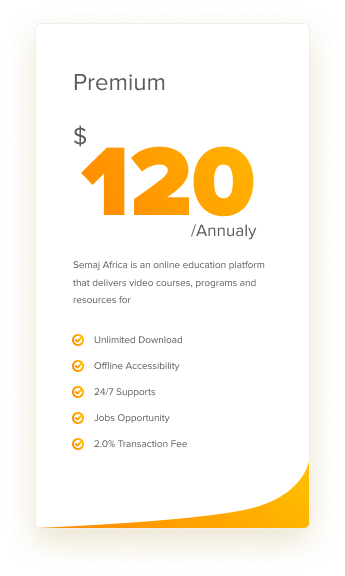 Premium
$
120
/Annualy
Semaj Africa is an online education platform
that delivers video courses, programs and
resources for
Unlimited Download
Offline Accessibility
24/7 Supports
Jobs Opportunity
2.0% Transaction Fee